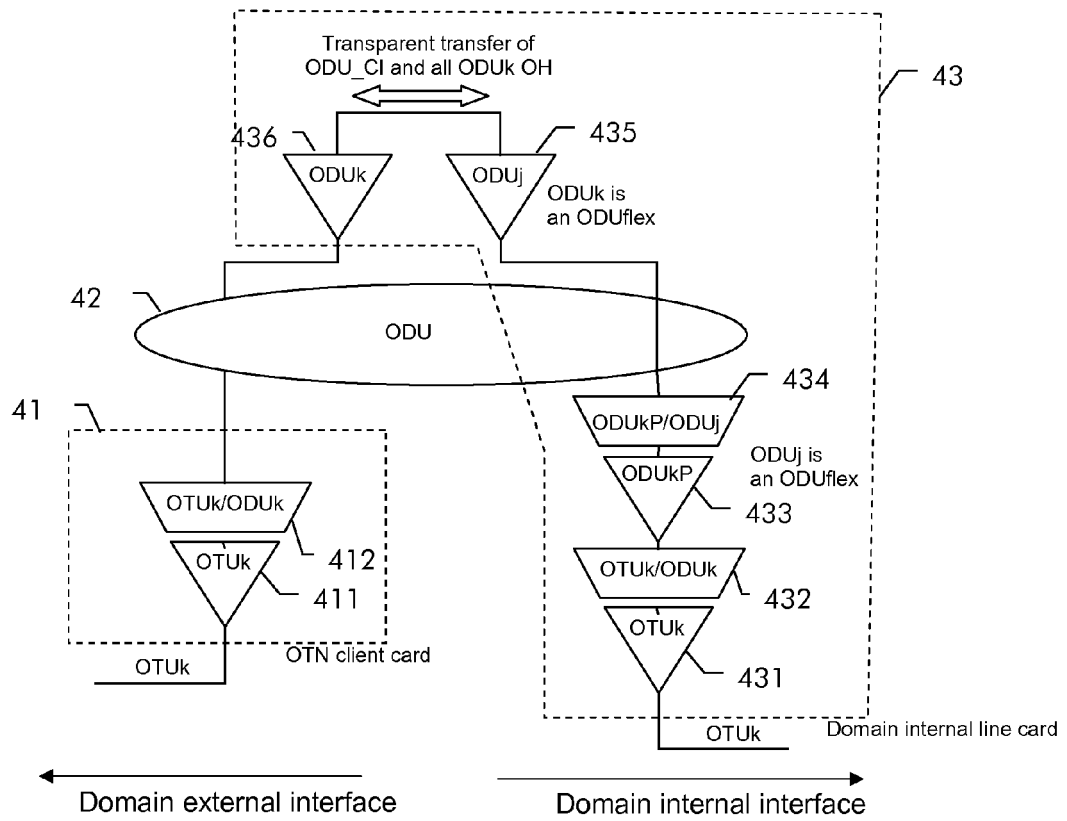 Transparent transfer of
ODU_CI and all ODUk OH
43
436
435
ODUk
ODUj
ODUk is
an ODUflex
42
ODU
434
41
ODUkP/ODUj
ODUj is
an ODUflex
ODUkP
433
OTUk/ODUk
412
OTUk/ODUk
432
OTUk
411
OTUk
431
OTN client card
OTUk
OTUk
Domain internal line card
Domain external interface
Domain internal interface